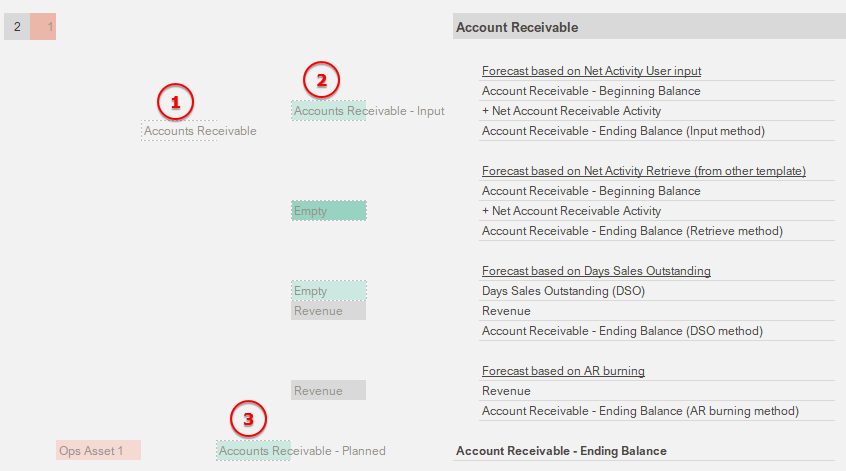 2 1 Account Receivable
Forecast based on Net Activity User input
2
1 Account Receivable - Beginning Balance
Accounts Receivable - Input + Net Account Receivable Activity
Accounts Receivable Account Receivable - Ending Balance (Input method)
Forecast based on Net Activity Retrieve (from other template)
Account Receivable - Beginning Balance
Empty + Net Account Receivable Activity
Account Receivable - Ending Balance (Retrieve method)
Forecast based on Days Sales Outstanding
Empty Days Sales Outstanding (DSO)
Revenue Revenue
Account Receivable - Ending Balance (DSO method)
Forecast based on AR burning
Revenue Revenue
Account Receivable - Ending Balance (AR burning method)
3
Ops Asset 1 Accounts Receivable - Planned Account Receivable - Ending Balance